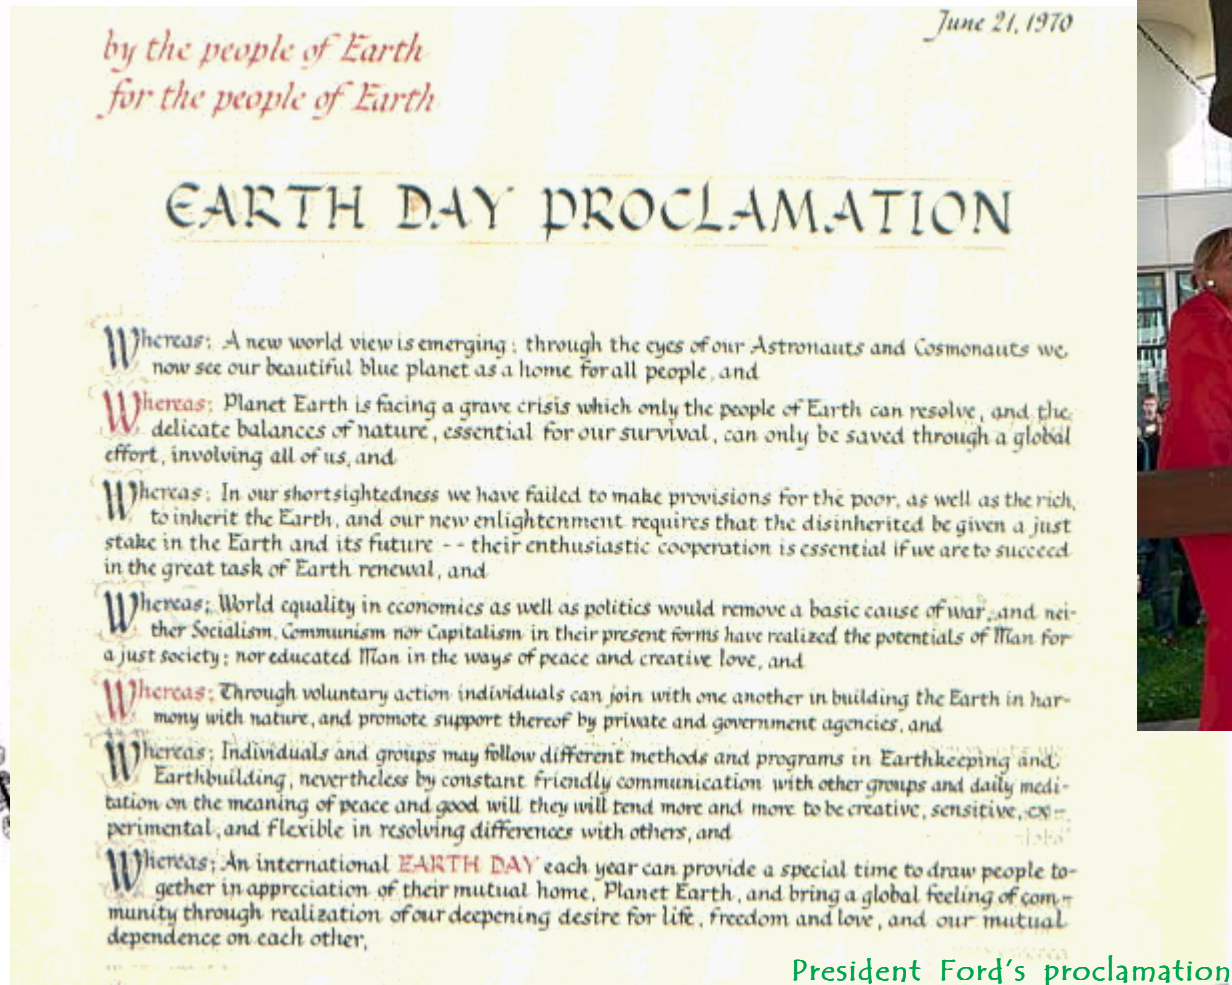 June 21, 1970
by the people of Earth
for the people of Earth
EARTH DAY PROCLAMATION
Whereas: A new world view is emerging; through the eyes of our Astronauts and Cosmonauts we
now see our beautiful blue planet as a home for all people, and
Whereas: Planet Earth is facing a grave crisis which only the people of Earth can resolve, and the
delicate balances of nature, essential for our survival, can only be saved through a global
effort, involving all of us, and
Whereas: In our shortsightedness we have failed to make provisions for the poor, as well as the rich,
to inherit the Earth, and our new enlightenment requires that the disinherited be given a just
stake in the Earth and its future -- their enthusiastic cooperation is essential if we are to succeed
in the great task of Earth renewal, and
Whereas: World equality in economics as well as politics would remove a basic cause of war, and nei-
ther Socialism, Communism nor Capitalism in their present forms have realized the potentials of Man for
a just society; nor educated Man in the ways of peace and creative love, and
Whereas: Through voluntary action individuals can join with one another in building the Earth in har-
mony with nature, and promote support thereof by private and government agencies, and
Whereas: Individuals and groups may follow different methods and programs in Earthkeeping and
Earthbuilding, nevertheless by constant friendly communication with other groups and daily medi-
tation on the meaning of peace and good will they will tend more and more to be creative, sensitive, ex-
perimental, and flexible in resolving differences with others, and
Whereas: An international EARTH DAY each year can provide a special time to draw people to-
gether in appreciation of their mutual home, Planet Earth, and bring a global feeling of com-
munity through realization of our deepening desire for life, freedom and love, and our mutual
dependence on each other,
President Ford's proclamation